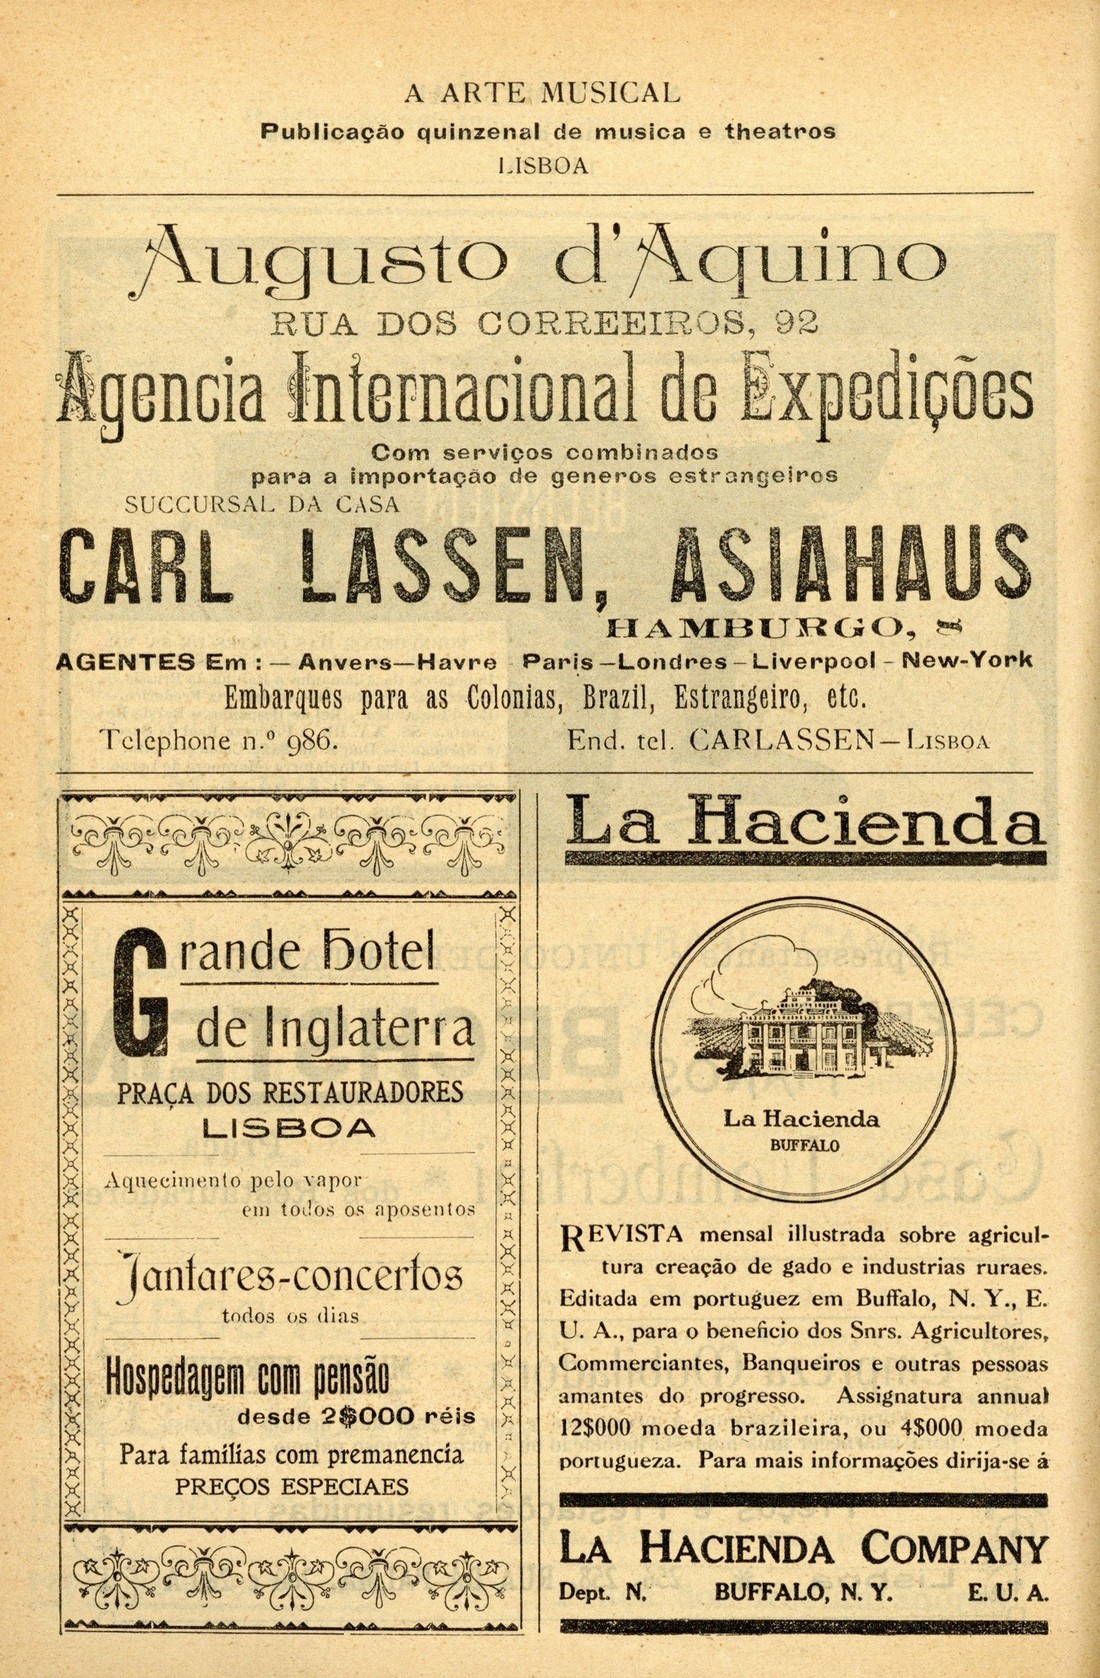 A ARTE MUSICAL
Publicação quinzenal de musica e theatros
LISBOA
Augusto d'Aquino
RUA DOS CORREEIROS, 92
Agencia Internacional de Expedições
Com serviços combinados
para a importação de generos estrangeiros
SUCCURSAL DA CASA
CARL LASSEN, ASIAHAUS
HAMBURGO, 8
AGENTES Em : — Anvers—Havre Paris—Londres—Liverpool - New-York
Embarques para as Colonias, Brazil, Estrangeiro, etc.
Telephone n.º 986. End. tel. CARLASSEN—LISBOA
Grande Hotel
de Inglaterra
PRAÇA DOS RESTAURADORES
LISBOA
Aquecimento pelo vapor
em todos os aposentos
Jantares-concertos
todos os dias
Hospedagem com pensão
desde 2$000 réis
Para famílias com premanencia
PREÇOS ESPECIAES
La Hacienda
La Hacienda
BUFFALO
REVISTA mensal illustrada sobre agricul-
tura creação de gado e industrias ruraes.
Editada em portuguez em Buffalo, N. Y., E.
U. A., para o beneficio dos Snrs. Agricultores,
Commerciantes, Banqueiros e outras pessoas
amantes do progresso. Assignatura annual
12$000 moeda brazileira, ou 4$000 moeda
portugueza. Para mais informações dirija-se á
LA HACIENDA COMPANY
Dept. N. BUFFALO, N. Y. E. U. A.